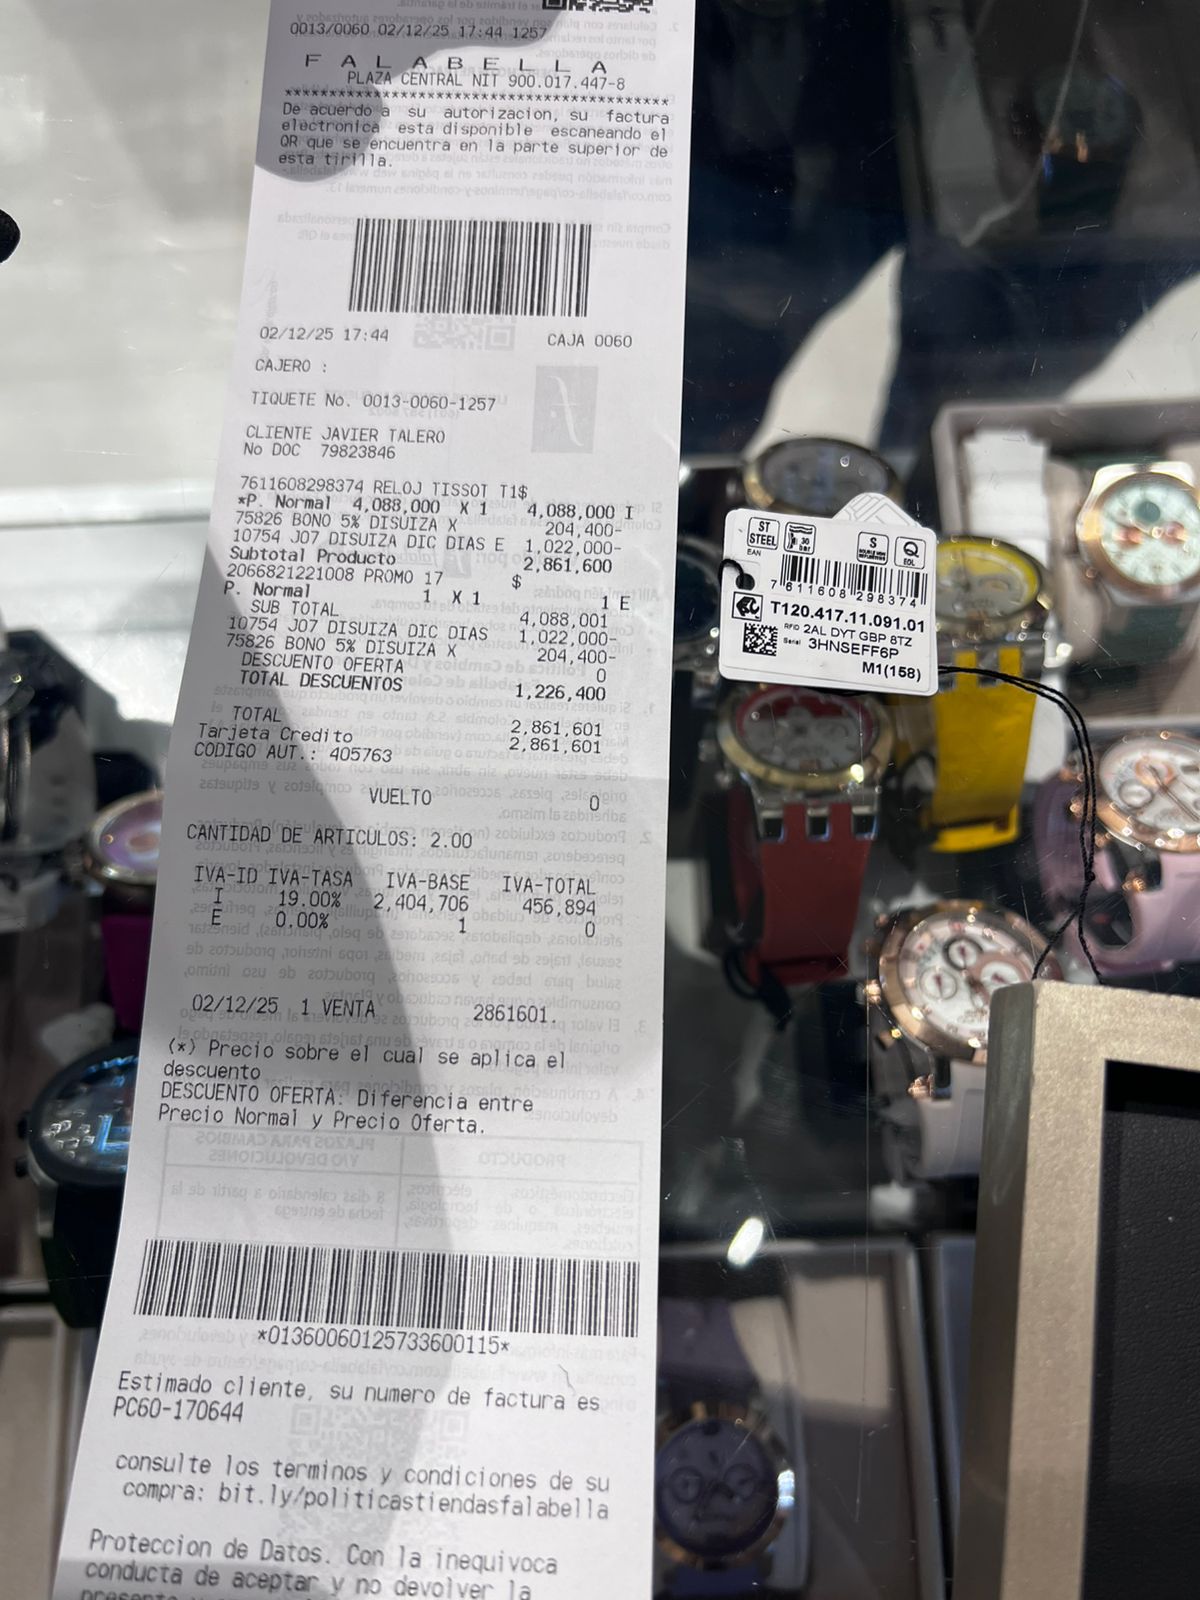 0013/0060 02/12/25 17:44 1257
F A L A B E L L A
PLAZA CENTRAL NIT 900.017.447-8
******************************************
De acuerdo a su autorizacion, su factura
electronica esta disponible escaneando el
QR que se encuentra en la parte superior de
esta tirilla.
02/12/25 17:44 CAJA 0060
CAJERO :
TIQUETE No. 0013-0060-1257
CLIENTE JAVIER TALERO
No DOC 79823846
7611608298374 RELOJ TISSOT T1$
*P. Normal 4,088,000 X 1 4,088,000 I
75826 BONO 5% DISUIZA X 204,400-
10754 J07 DISUIZA DIC DIAS E 1,022,000-
Subtotal Producto 2,861,600
2066821221008 PROMO 17 $
P. Normal 1 X 1 1 E
SUB TOTAL 4,088,001
10754 J07 DISUIZA DIC DIAS 1,022,000-
75826 BONO 5% DISUIZA X 204,400-
DESCUENTO OFERTA 0
TOTAL DESCUENTOS 1,226,400
TOTAL 2,861,601
Tarjeta Credito 2,861,601
CODIGO AUT.: 405763
VUELTO 0
CANTIDAD DE ARTICULOS: 2.00
IVA-ID IVA-TASA IVA-BASE IVA-TOTAL
I 19.00% 2,404,706 456,894
E 0.00% 1 0
02/12/25 1 VENTA 2861601.
(*) Precio sobre el cual se aplica el
descuento
DESCUENTO OFERTA: Diferencia entre
Precio Normal y Precio Oferta.
*01360060125733600115*
Estimado cliente, su numero de factura es
PC60-170644
consulte los terminos y condiciones de su
compra: bit.ly/politicastiendasfalabella
Proteccion de Datos. Con la inequivoca
conducta de aceptar y no devolver la
ST STEEL
30 bar
S
Q
EOL
EAN
7 611608 298374
T120.417.11.091.01
RFID 2AL DYT GBP 8TZ
Serial 3HNSEFF6P
M1(158)